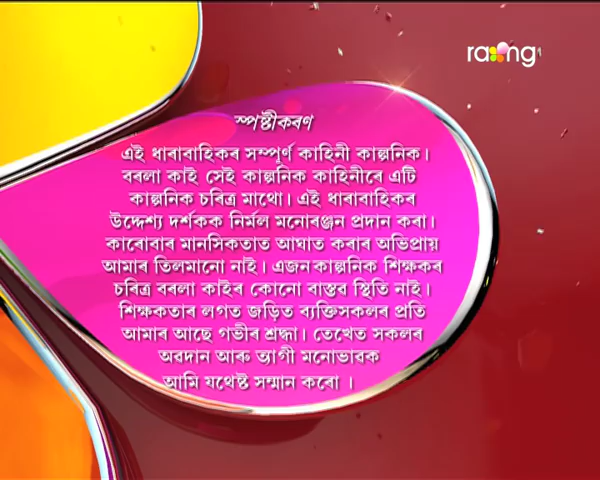 rang
স্পষ্টীকৰণ
এই ধাৰাবাহিকৰ সম্পূৰ্ণ কাহিনী কাল্পনিক।
বৰলা কাই সেই কাল্পনিক কাহিনীৰে এটি
কাল্পনিক চৰিত্ৰ মাথো। এই ধাৰাবাহিকৰ
উদ্দেশ্য দৰ্শকক নিৰ্মল মনোৰঞ্জন প্ৰদান কৰা।
কাৰোবাৰ মানসিকতাত আঘাত কৰাৰ অভিপ্ৰায়
আমাৰ তিলমানো নাই। এজন কাল্পনিক শিক্ষকৰ
চৰিত্ৰ বৰলা কাইৰ কোনো বাস্তৱ স্থিতি নাই।
শিক্ষকতাৰ লগত জড়িত ব্যক্তিসকলৰ প্ৰতি
আমাৰ আছে গভীৰ শ্ৰদ্ধা। তেখেত সকলৰ
অৱদান আৰু ত্যাগী মনোভাৱক
আমি যথেষ্ট সন্মান কৰো ।